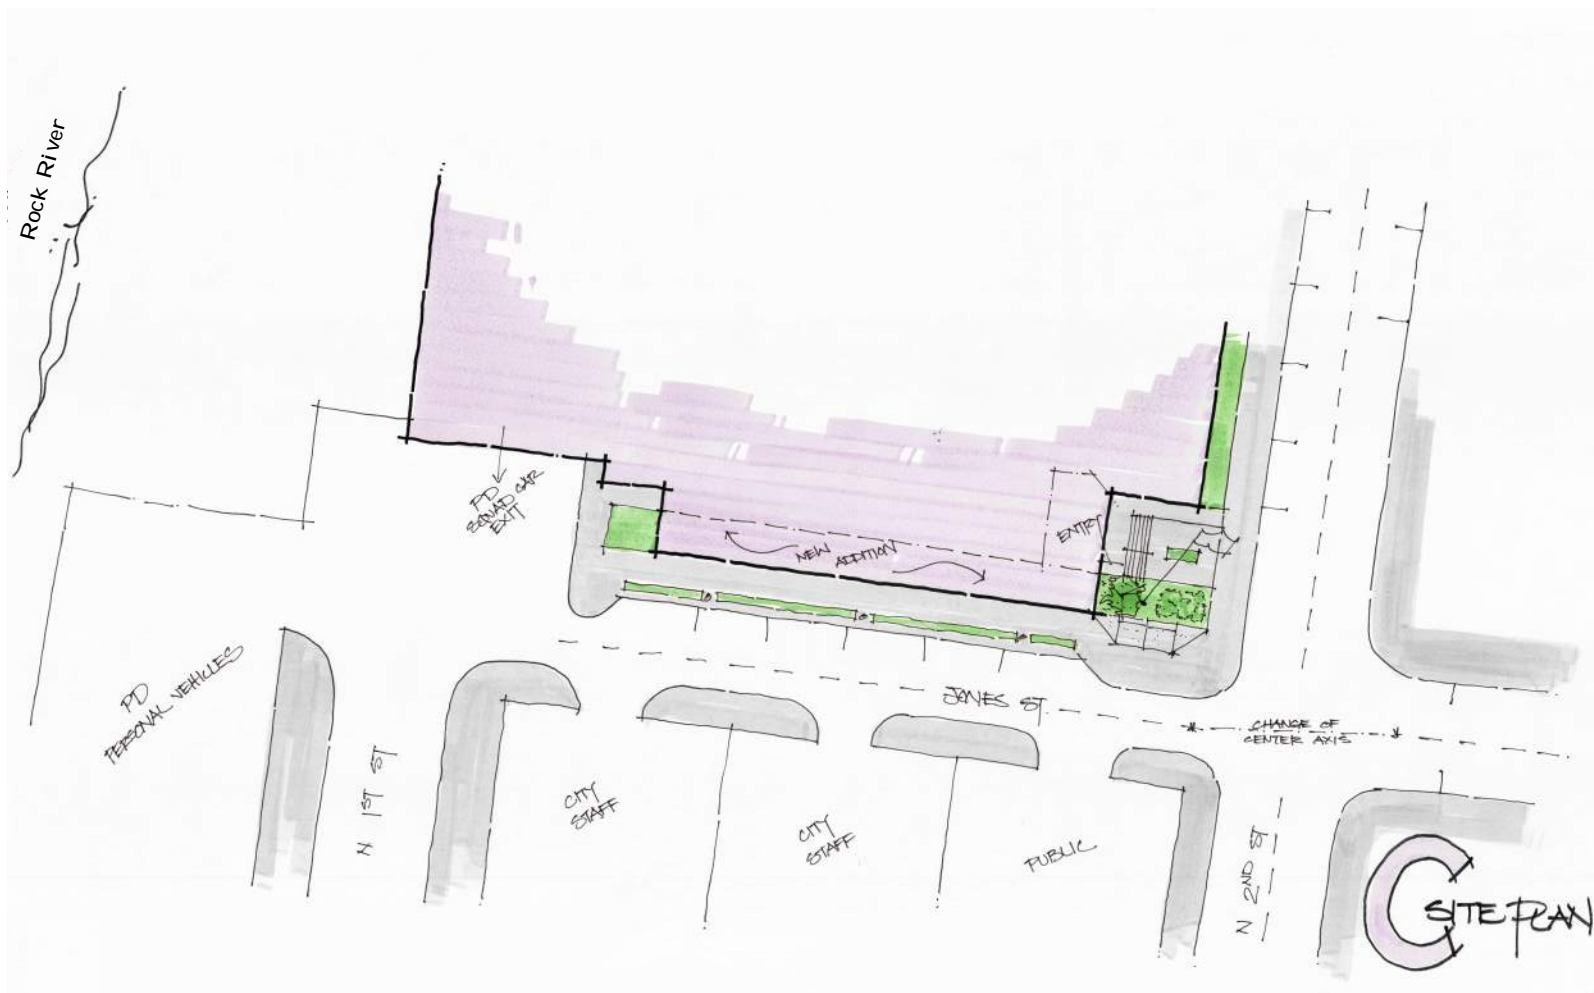 Rock River
PD
SQUAD CAR
EXIT
ENTRY
NEW ADDITION
PD
PERSONAL VEHICLES
JONES ST.
CHANGE OF
CENTER AXIS
N 1ST ST
CITY
STAFF
CITY
STAFF
PUBLIC
N 2ND ST
C SITE PLAN